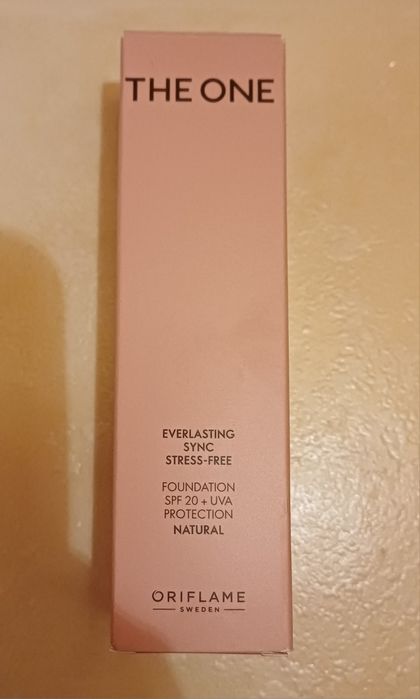 THE ONE
EVERLASTING
SYNC
STRESS-FREE
FOUNDATION
SPF 20 + UVA
PROTECTION
NATURAL
ORIFLAME
SWEDEN